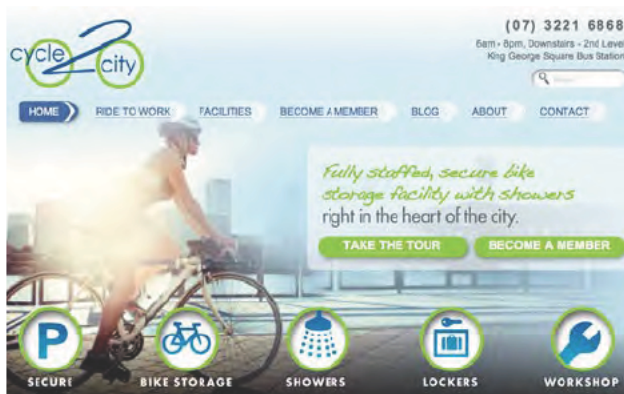 cycle 2 city
(07) 3221 6868
6am - 8pm, Downstairs - 2nd Level
King George Square Bus Station
HOME
RIDE TO WORK
FACILITIES
BECOME A MEMBER
BLOG
ABOUT
CONTACT
Fully staffed, secure bike
storage facility with showers
right in the heart of the city.
TAKE THE TOUR
BECOME A MEMBER
P
SECURE
BIKE STORAGE
SHOWERS
LOCKERS
WORKSHOP